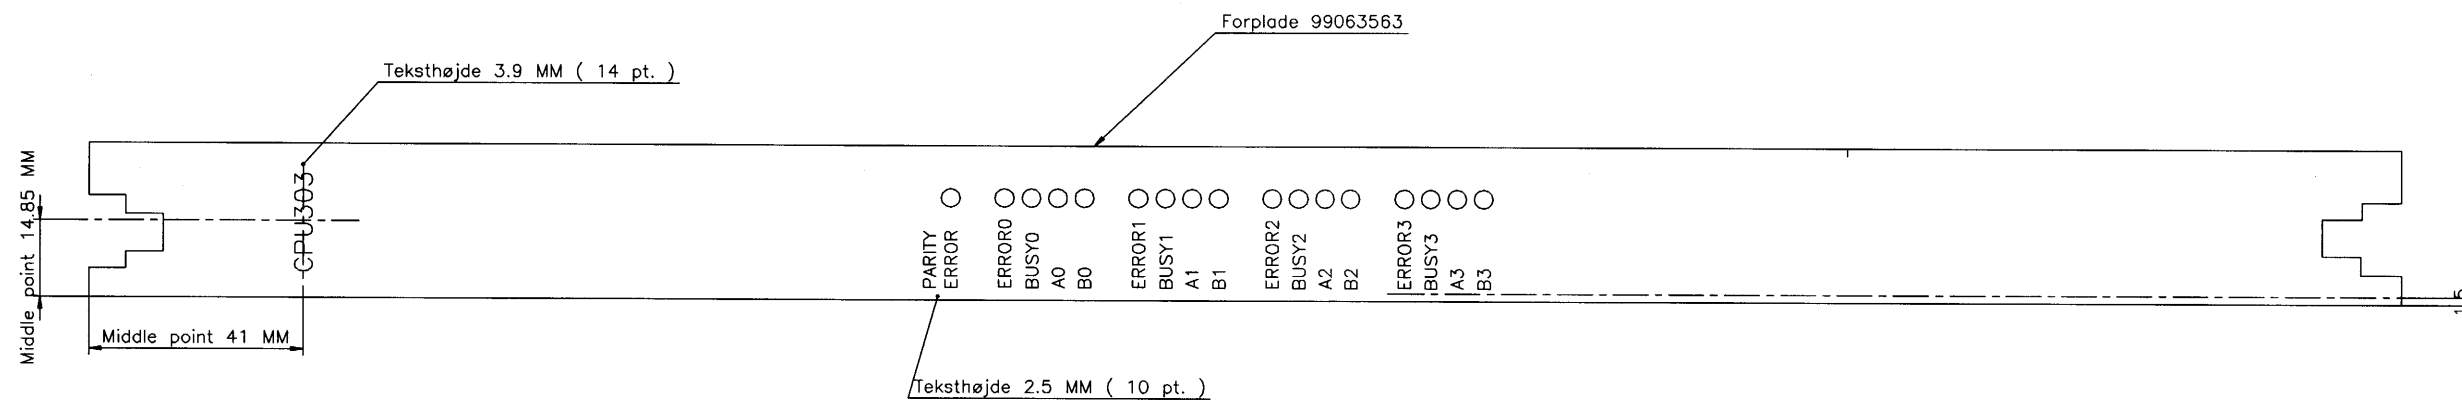 Forplade 99063563
Teksthøjde 3.9 MM ( 14 pt. )
Middle point 14.85 MM
CPU303
PARITY
ERROR
ERROR0
BUSY0
A0
B0
ERROR1
BUSY1
A1
B1
ERROR2
BUSY2
A2
B2
ERROR3
BUSY3
A3
B3
Middle point 41 MM
Teksthøjde 2.5 MM ( 10 pt. )